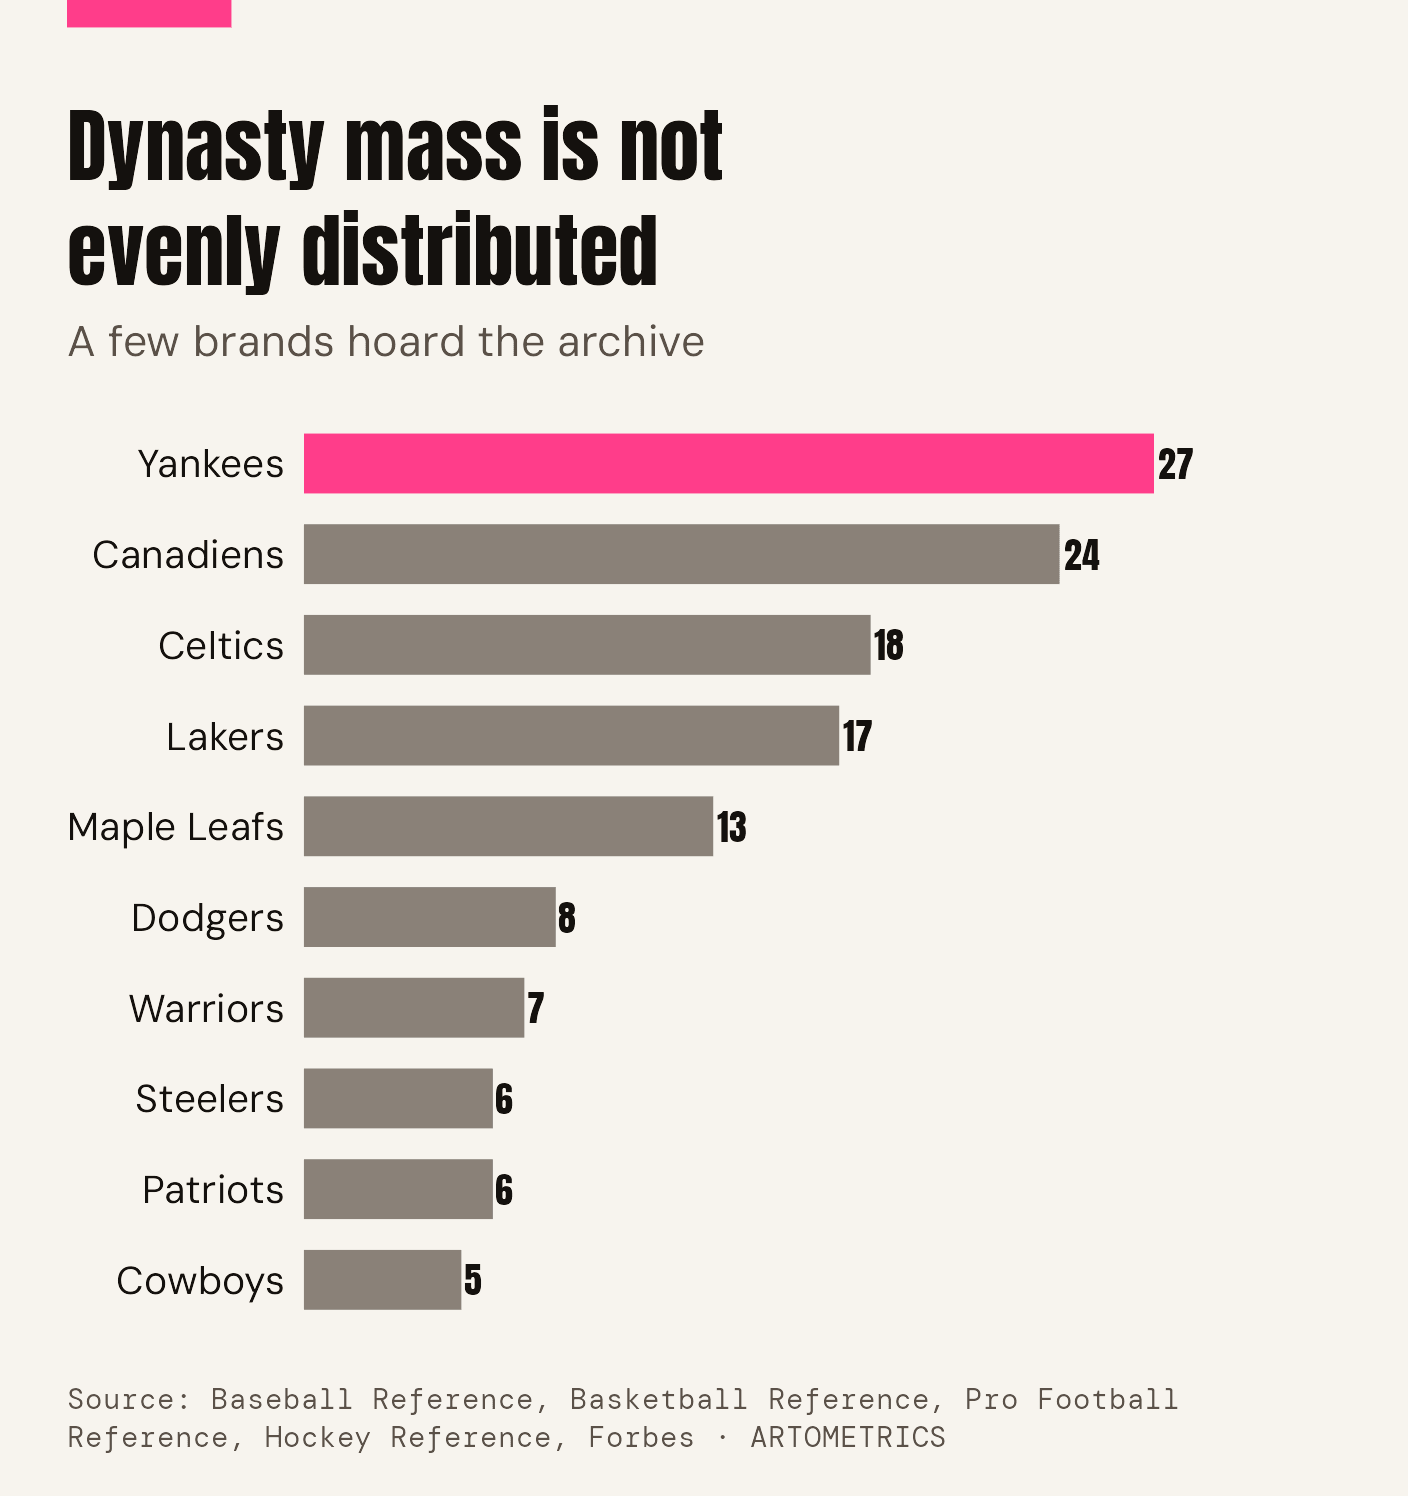 Dynasty mass is not
evenly distributed
A few brands hoard the archive
Yankees 27
Canadiens 24
Celtics 18
Lakers 17
Maple Leafs 13
Dodgers 8
Warriors 7
Steelers 6
Patriots 6
Cowboys 5
Source: Baseball Reference, Basketball Reference, Pro Football
Reference, Hockey Reference, Forbes · ARTOMETRICS